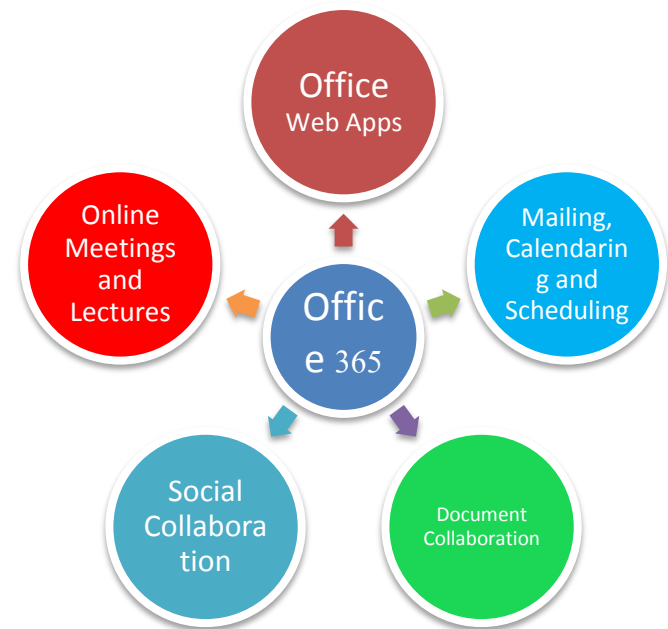 Office
Web Apps
Online
Meetings
and
Lectures
Mailing,
Calendarin
g and
Scheduling
Offic
e 365
Social
Collabora
tion
Document
Collaboration